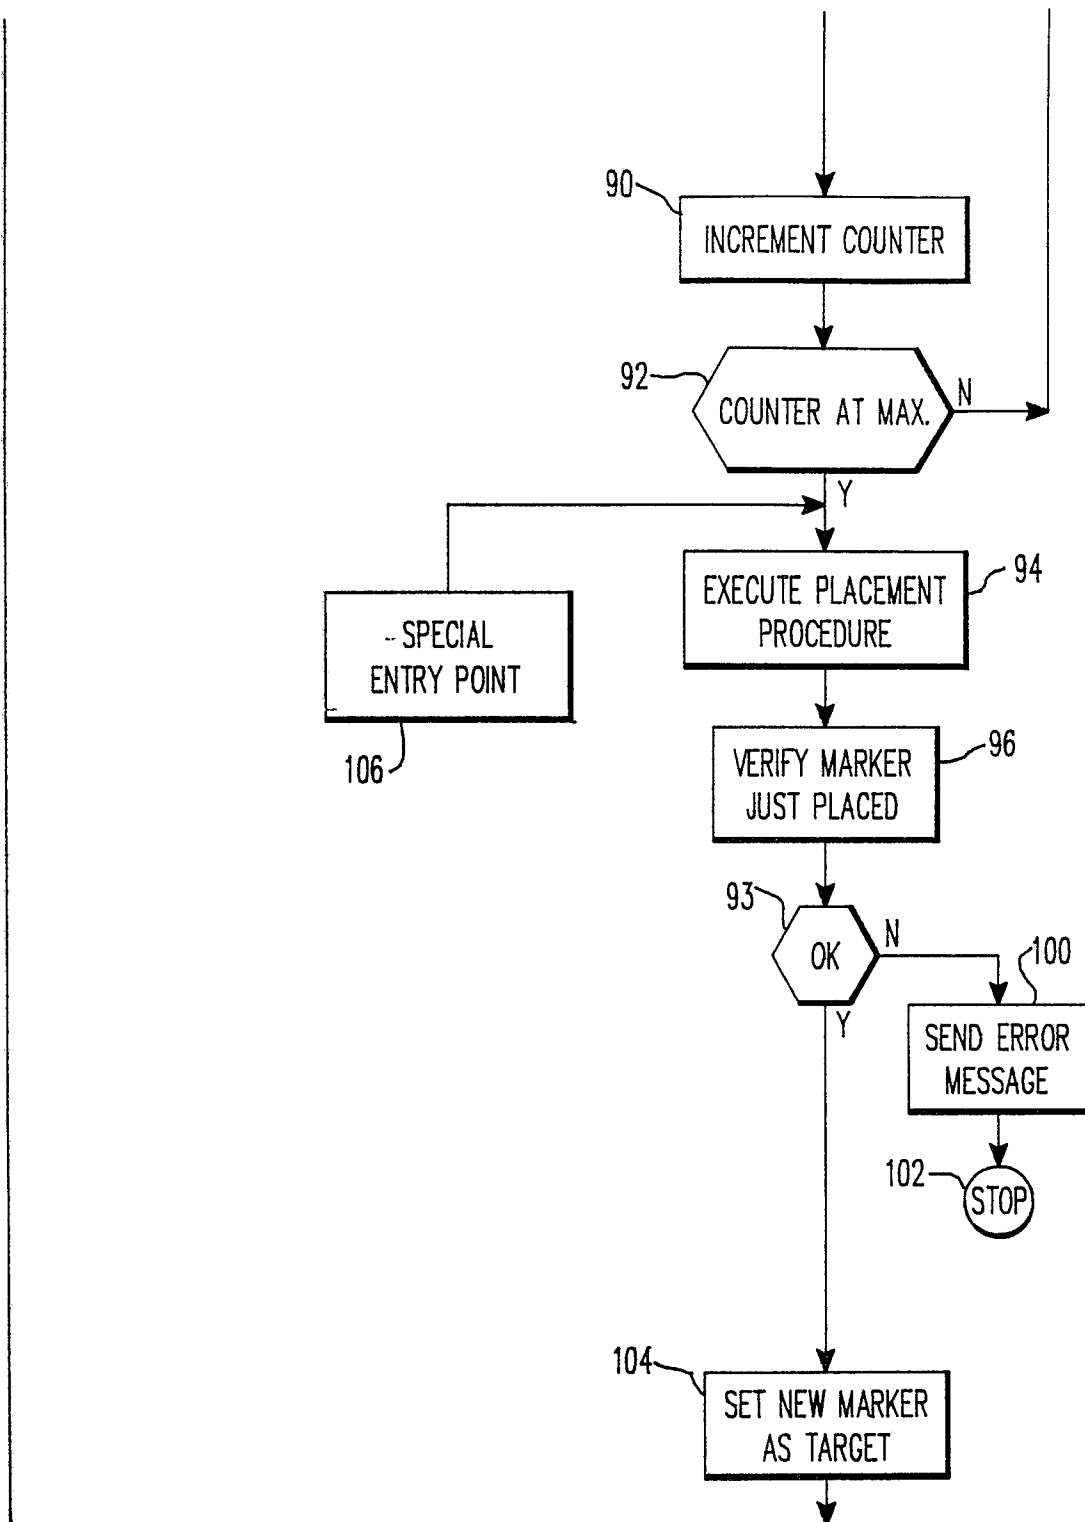 90
INCREMENT COUNTER
92
COUNTER AT MAX.
N
Y
94
EXECUTE PLACEMENT
PROCEDURE
- SPECIAL
ENTRY POINT
106
96
VERIFY MARKER
JUST PLACED
93
OK
N
Y
100
SEND ERROR
MESSAGE
102
STOP
104
SET NEW MARKER
AS TARGET